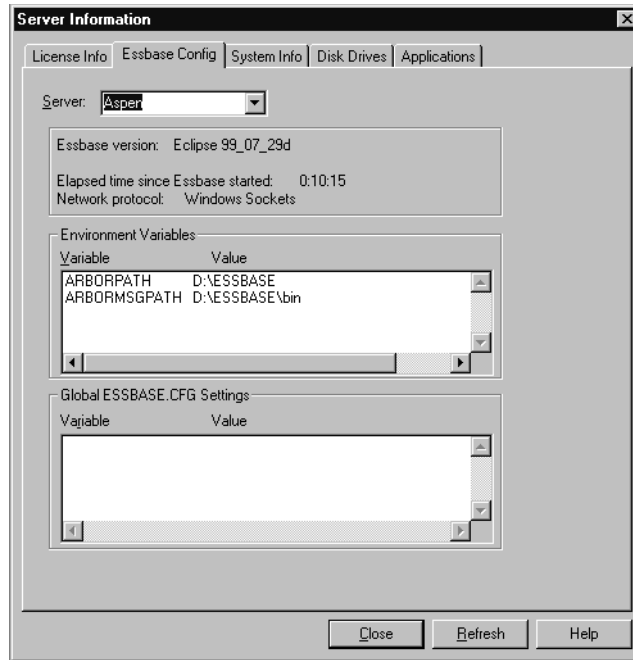 Server Information
License Info Essbase Config System Info Disk Drives Applications
Server: Aspen
Essbase version: Eclipse 99_07_29d
Elapsed time since Essbase started: 0:10:15
Network protocol: Windows Sockets
Environment Variables
Variable Value
ARBORPATH D:\ESSBASE
ARBORMSGPATH D:\ESSBASE\bin
Global ESSBASE.CFG Settings
Variable Value
Close Refresh Help